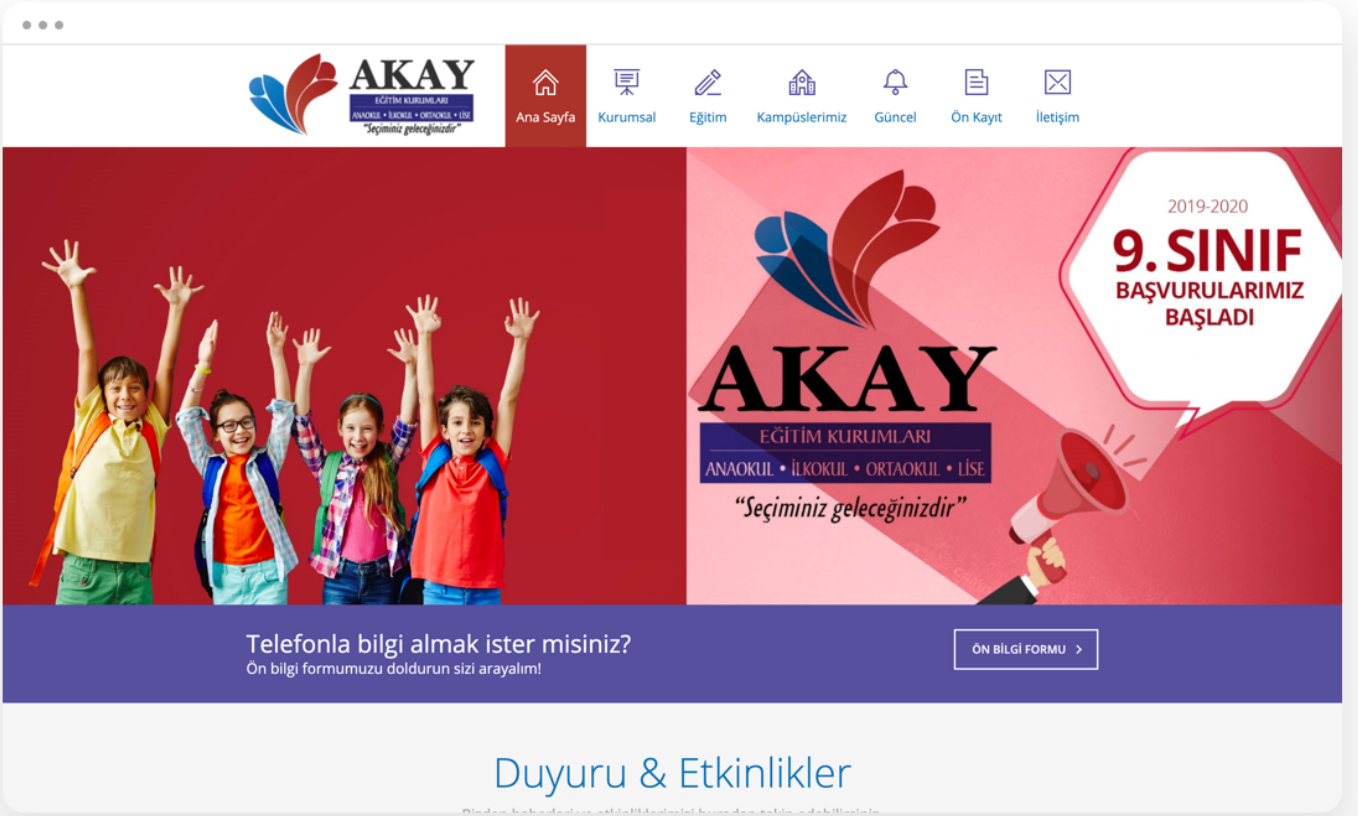 AKAY
EĞİTİM KURUMLARI
ANAOKUL • İLKOKUL • ORTAOKUL • LİSE
"Seçiminiz geleceğinizdir"
Ana Sayfa
Kurumsal
Eğitim
Kampüslerimiz
Güncel
Ön Kayıt
İletişim
AKAY
EĞİTİM KURUMLARI
ANAOKUL • İLKOKUL • ORTAOKUL • LİSE
“Seçiminiz geleceğinizdir”
2019-2020
9. SINIF
BAŞVURULARIMIZ
BAŞLADI
Telefonla bilgi almak ister misiniz?
Ön bilgi formumuzu doldurun sizi arayalım!
ÖN BİLGİ FORMU
Duyuru & Etkinlikler